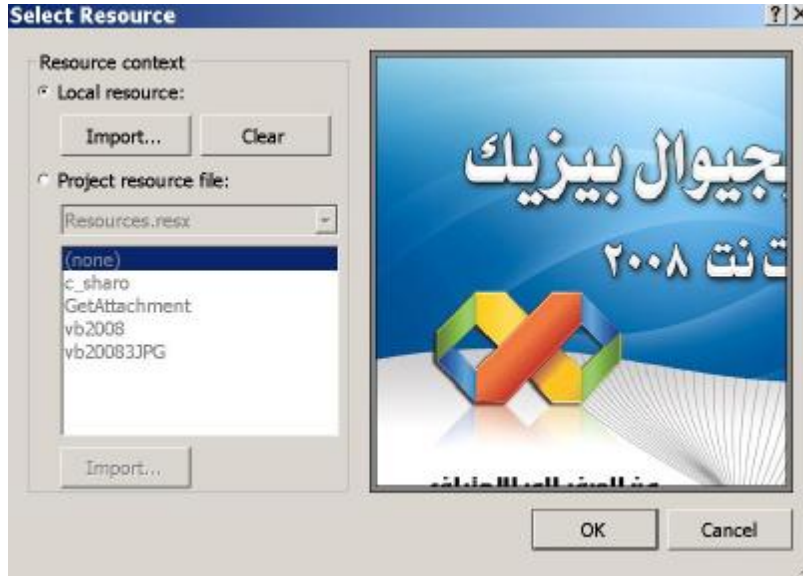 Select Resource
Resource context
Local resource:
Import...
Clear
Project resource file:
Resources.resx
(none)
c_sharo
GetAttachment
vb2008
vb20083JPG
Import...
بجيوال بيزيك
ت نت ٢٠٠٨
OK
Cancel